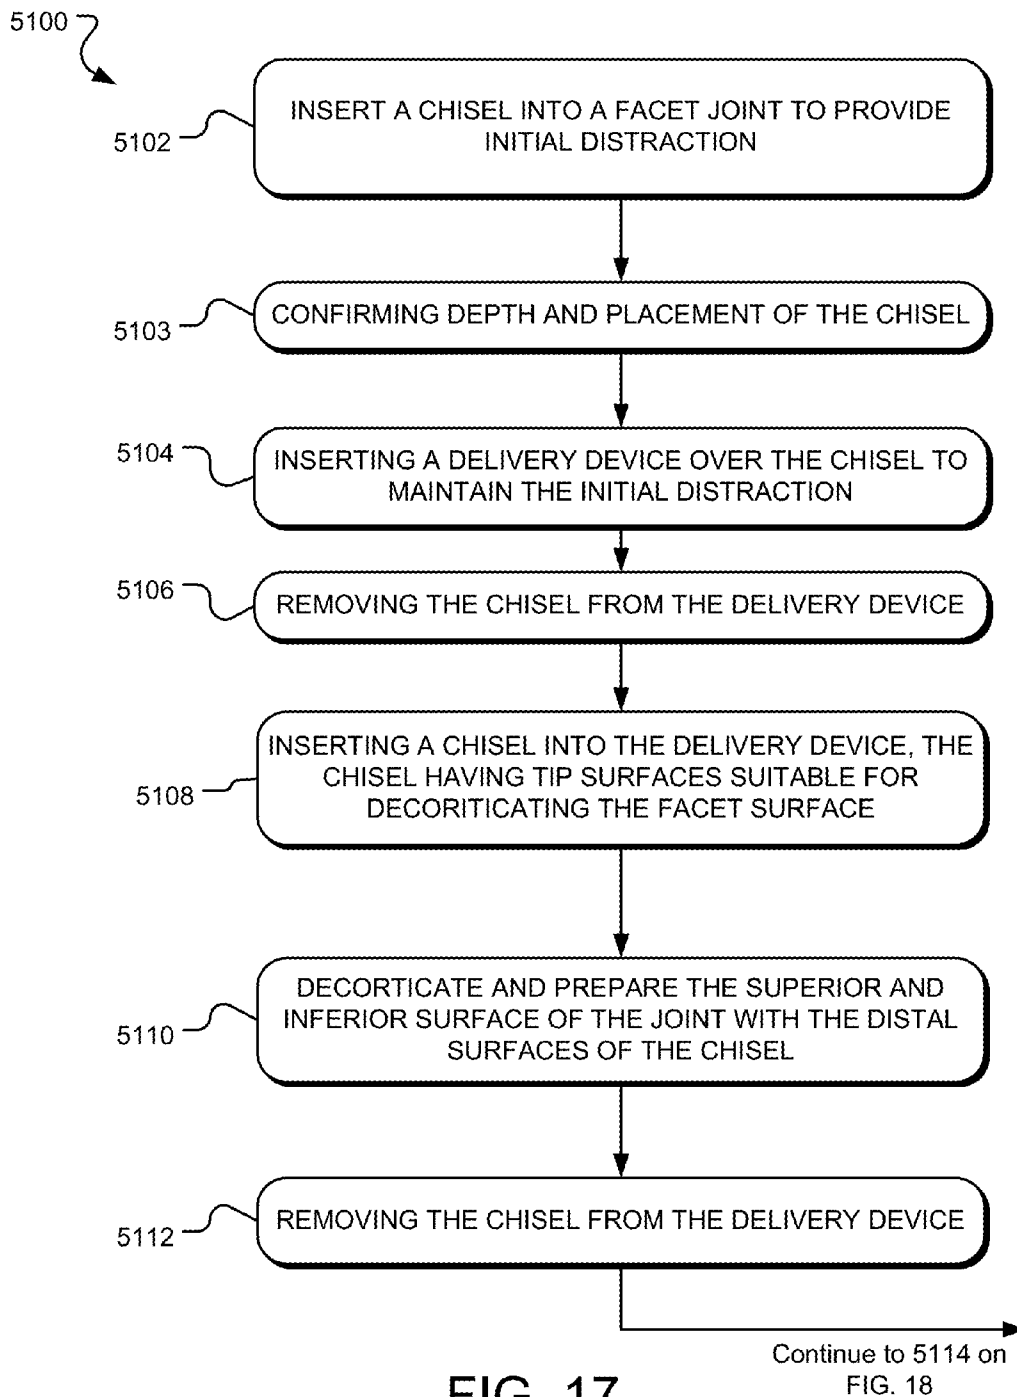 5100
5102
INSERT A CHISEL INTO A FACET JOINT TO PROVIDE
INITIAL DISTRACTION
5103
CONFIRMING DEPTH AND PLACEMENT OF THE CHISEL
5104
INSERTING A DELIVERY DEVICE OVER THE CHISEL TO
MAINTAIN THE INITIAL DISTRACTION
5106
REMOVING THE CHISEL FROM THE DELIVERY DEVICE
5108
INSERTING A CHISEL INTO THE DELIVERY DEVICE, THE
CHISEL HAVING TIP SURFACES SUITABLE FOR
DECORITICATING THE FACET SURFACE
5110
DECORTICATE AND PREPARE THE SUPERIOR AND
INFERIOR SURFACE OF THE JOINT WITH THE DISTAL
SURFACES OF THE CHISEL
5112
REMOVING THE CHISEL FROM THE DELIVERY DEVICE
Continue to 5114 on
FIG. 18
FIG. 17